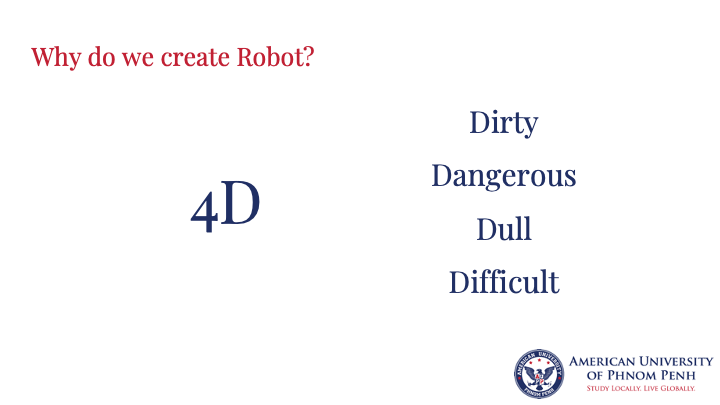 Why do we create Robot?
4D
Dirty
Dangerous
Dull
Difficult
AMERICAN UNIVERSITY
PHNOM PENH
AMERICAN UNIVERSITY
OF PHNOM PENH
STUDY LOCALLY. LIVE GLOBALLY.